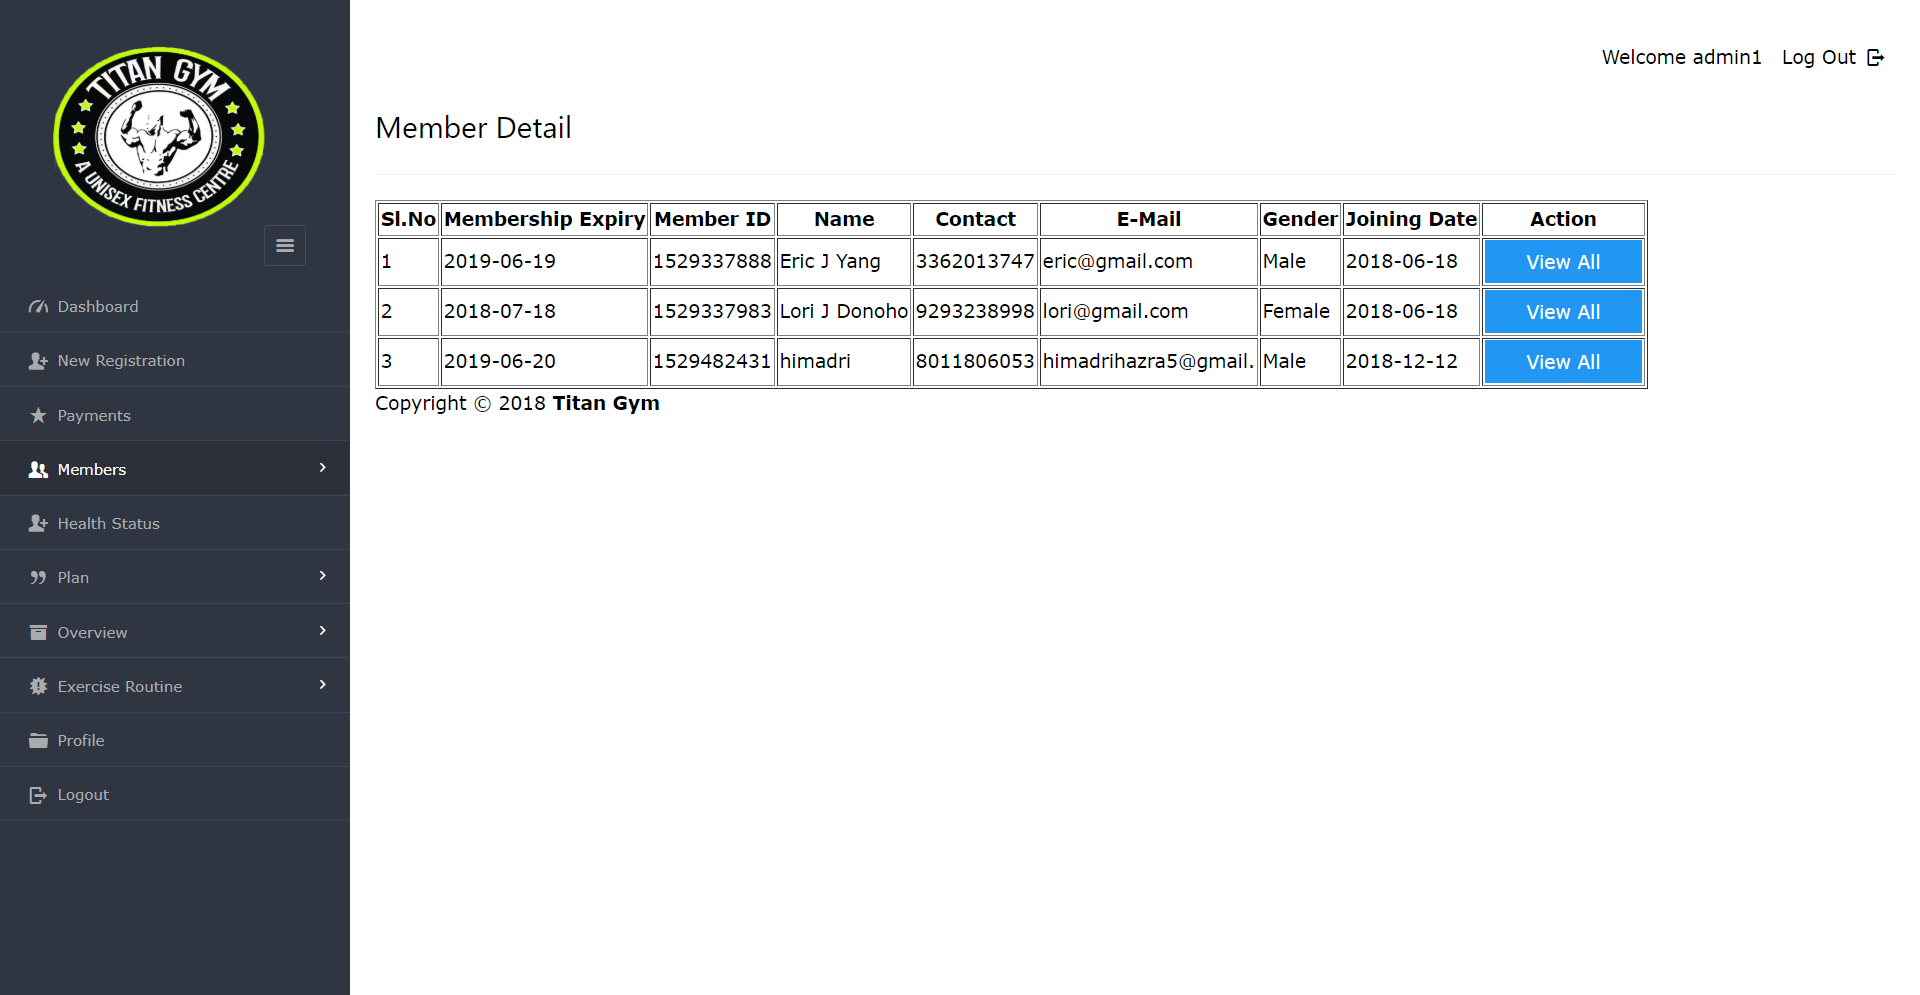 TITAN GYM
A UNISEX FITNESS CENTRE
Welcome admin1 Log Out
Member Detail
Sl.No Membership Expiry Member ID Name Contact E-Mail Gender Joining Date Action
1 2019-06-19 1529337888 Eric J Yang 3362013747 eric@gmail.com Male 2018-06-18 View All
2 2018-07-18 1529337983 Lori J Donoho 9293238998 lori@gmail.com Female 2018-06-18 View All
3 2019-06-20 1529482431 himadri 8011806053 himadrihazra5@gmail. Male 2018-12-12 View All
Copyright © 2018 Titan Gym
Dashboard
New Registration
Payments
Members
Health Status
Plan
Overview
Exercise Routine
Profile
Logout